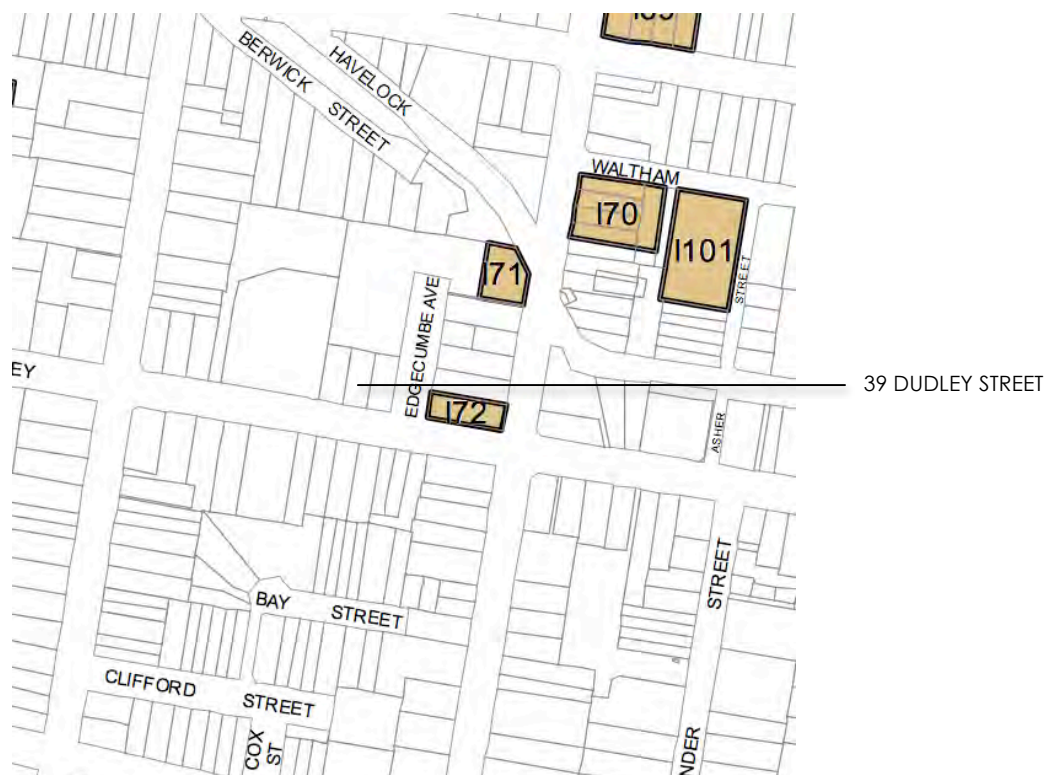 BERWICK STREET
HAVELOCK
WALTHAM
I70
I101
I71
STREET
EDGECUMBE AVE
EY
39 DUDLEY STREET
I72
ASHER
STREET
BAY STREET
CLIFFORD STREET
COX
ST
NDER